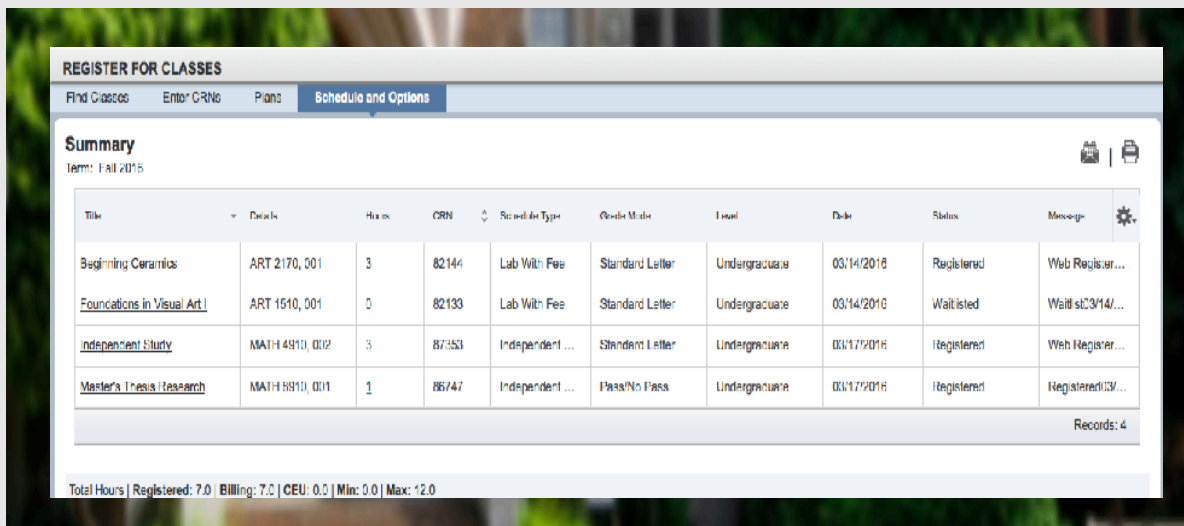 REGISTER FOR CLASSES
Find Classes Enter CRNs Plans Schedule and Options
Summary
Term: Fall 2016
Title Details Hours CRN Schedule Type Grade Mode Level Date Status Message
Beginning Ceramics ART 2170, 001 3 82144 Lab With Fee Standard Letter Undergraduate 03/14/2016 Registered Web Register...
Foundations in Visual Art I ART 1510, 001 0 82133 Lab With Fee Standard Letter Undergraduate 03/14/2016 Waitlisted Waitlist03/14/...
Independent Study MATH 4910, 002 3 87353 Independent ... Standard Letter Undergraduate 03/17/2016 Registered Web Register...
Master's Thesis Research MATH 001 1 86747 Independent ... Pass/No Pass Undergraduate 03/17/2016 Registered Registered03/...
Records: 4
Total Hours | Registered: 7.0 | Billing: 7.0 | CEU: 0.0 | Min: 0.0 | Max: 12.0